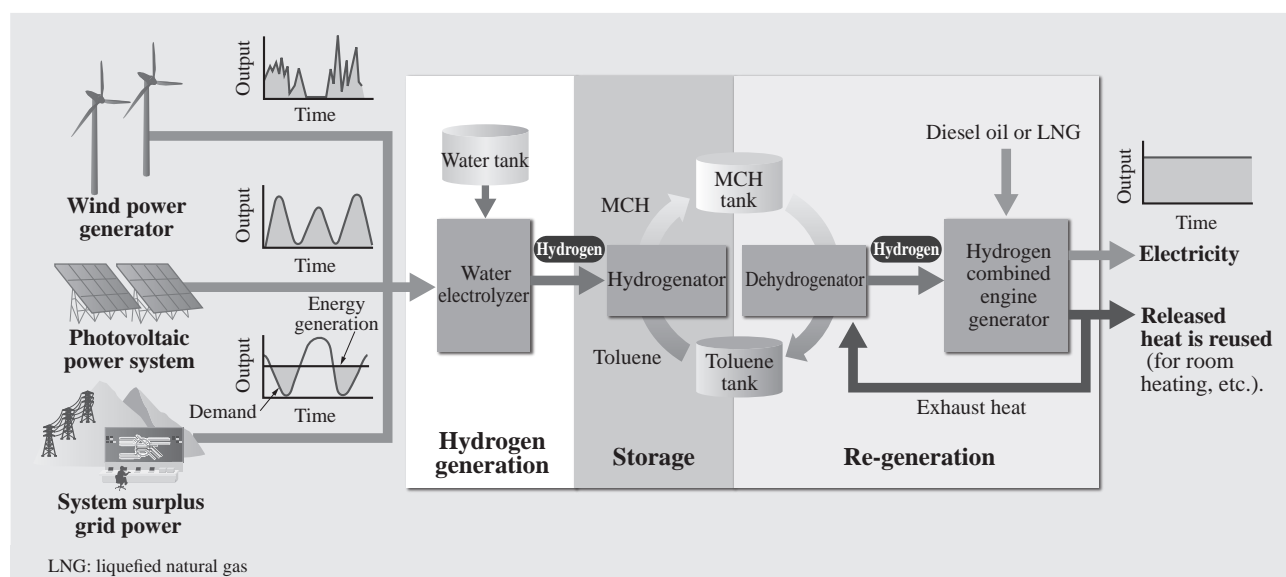 Output
Time
Wind power
generator
Output
Time
Photovoltaic
power system
Energy
generation
Output
Demand
Time
System surplus
grid power
LNG: liquefied natural gas
Water tank
Water
electrolyzer
Hydrogen
Hydrogen
generation
MCH
Hydrogenator
Toluene
Storage
MCH
tank
Dehydrogenator
Toluene
tank
Hydrogen
Diesel oil or LNG
Hydrogen
combined
engine
generator
Exhaust heat
Re-generation
Output
Time
Electricity
Released
heat is reused
(for room
heating, etc.).